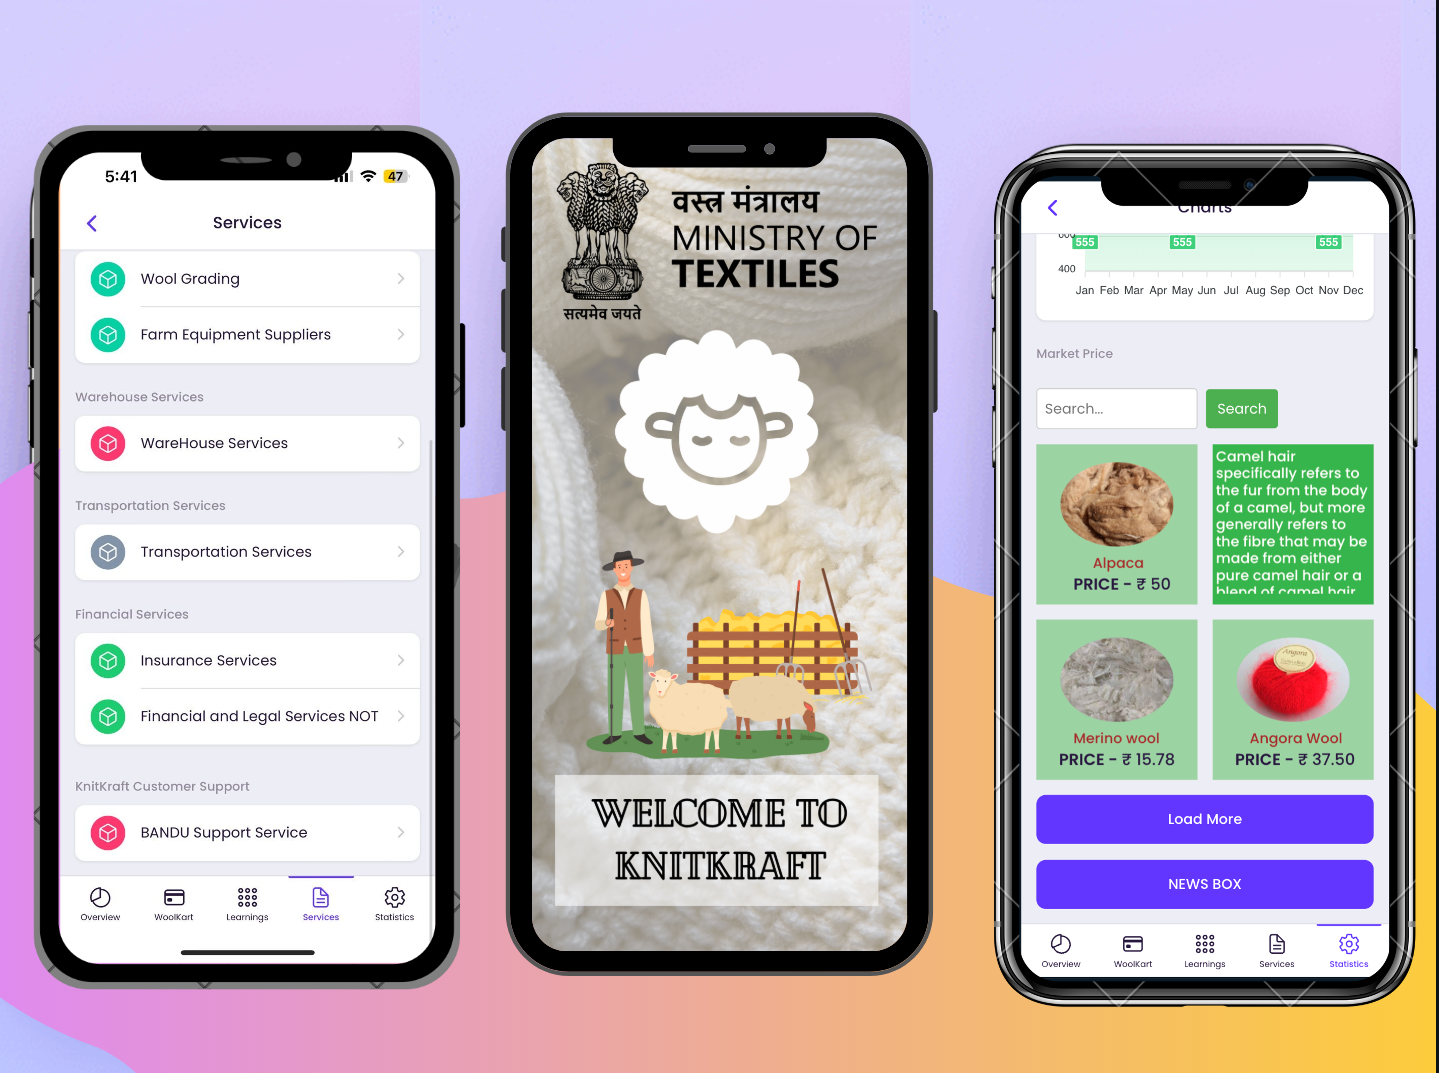 5:41
47
Services
Wool Grading
Farm Equipment Suppliers
Warehouse Services
WareHouse Services
Transportation Services
Transportation Services
Financial Services
Insurance Services
Financial and Legal Services NOT
KnitKraft Customer Support
BANDU Support Service
Overview WoolKart Learnings Services Statistics
वस्त्र मंत्रालय
MINISTRY OF
TEXTILES
सत्यमेव जयते
WELCOME TO
KNITKRAFT
Charts
600
555 555 555
400
Jan Feb Mar Apr May Jun Jul Aug Sep Oct Nov Dec
Market Price
Search... Search
Alpaca
PRICE - ₹ 50
Camel hair
specifically refers to
the fur from the body
of a camel, but more
generally refers to
the fibre that may be
made from either
pure camel hair or a
blend of camel hair
Merino wool
PRICE - ₹ 15.78
Angora
Angora Wool
PRICE - ₹ 37.50
Load More
NEWS BOX
Overview WoolKart Learnings Services Statistics